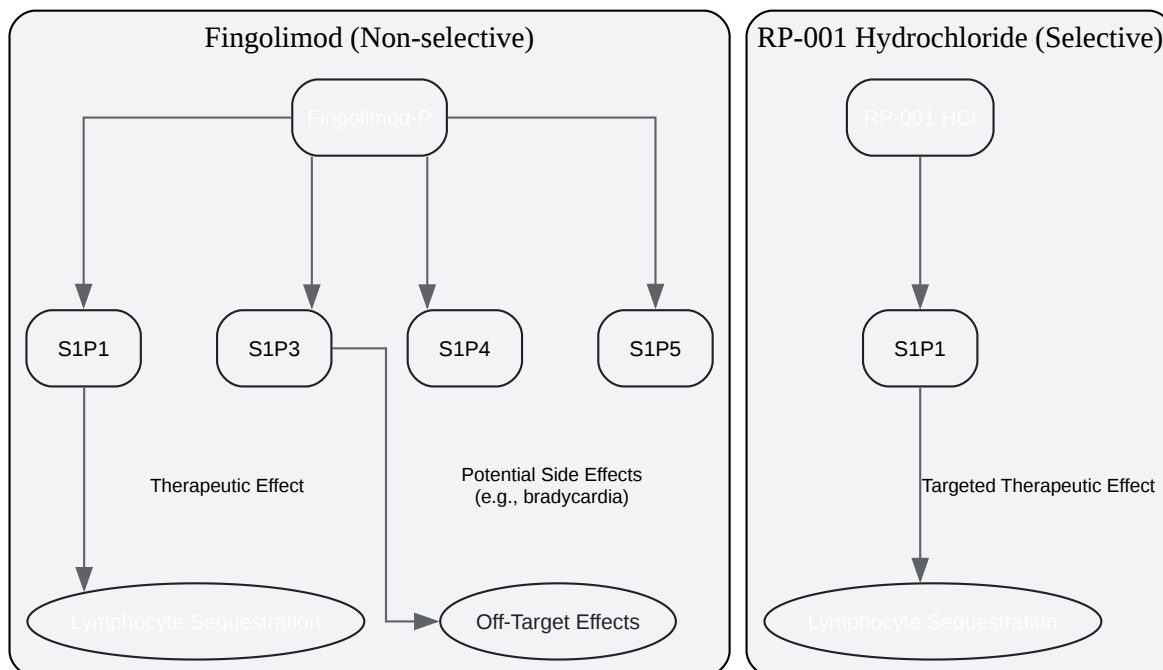 Fingolimod (Non-selective)
RP-001 Hydrochloride (Selective)
Fingolimod-P
RP-001 HCl
S1P1
S1P3
S1P4
S1P5
S1P1
Therapeutic Effect
Potential Side Effects
(e.g., bradycardia)
Targeted Therapeutic Effect
Lymphocyte Sequestration
Off-Target Effects
Lymphocyte Sequestration